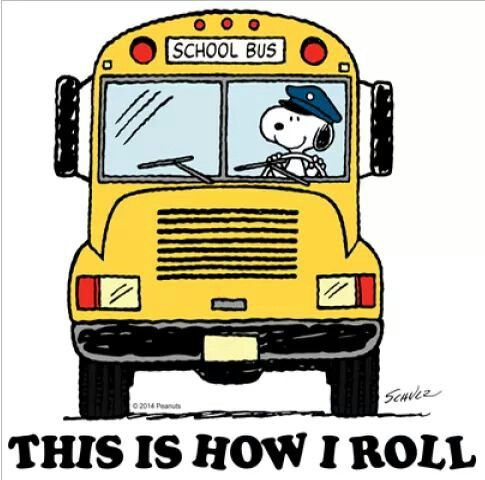 SCHOOL BUS
© 2014 Peanuts
SCHULZ
THIS IS HOW I ROLL